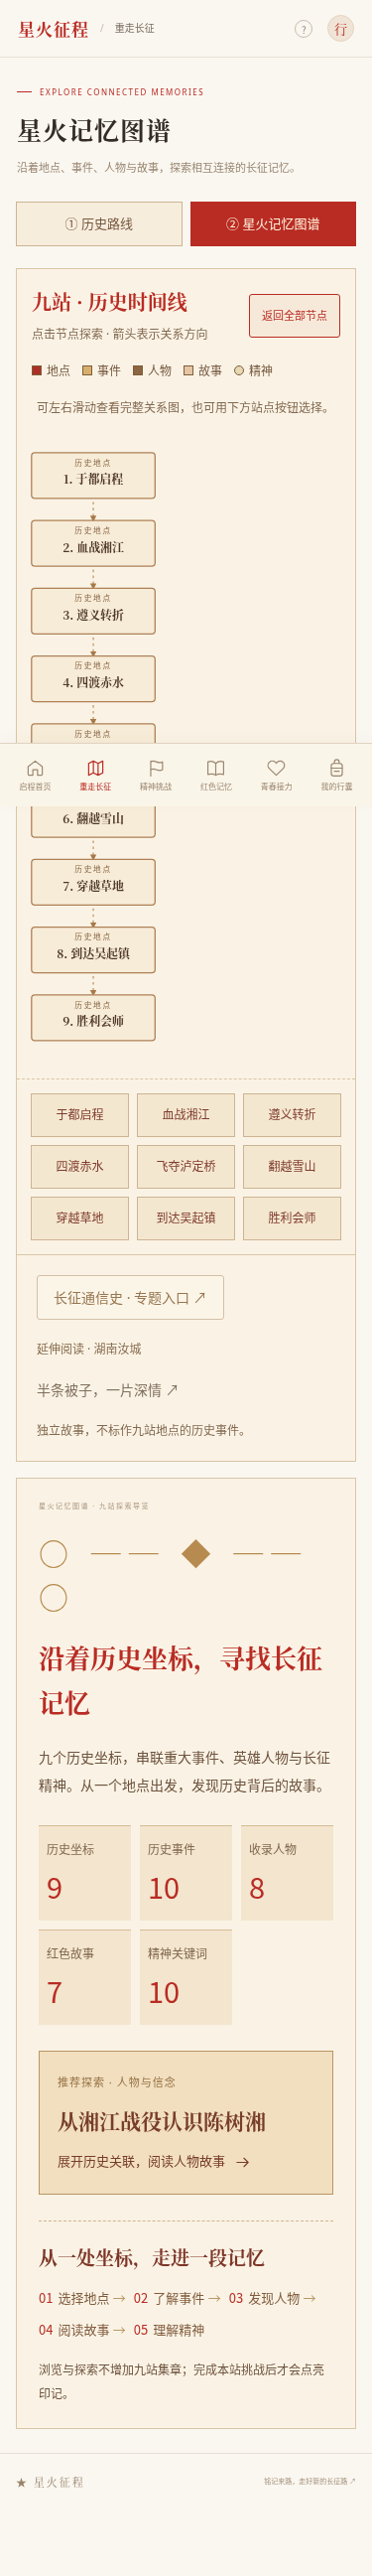 星火征程 / 重走长征 ? 行
EXPLORE CONNECTED MEMORIES
星火记忆图谱
沿着地点、事件、人物与故事，探索相互连接的长征记忆。
① 历史路线 ② 星火记忆图谱
九站 · 历史时间线
点击节点探索 · 箭头表示关系方向
返回全部节点
地点 事件 人物 故事 精神
可左右滑动查看完整关系图，也可用下方站点按钮选择。
历史地点
1. 于都启程
历史地点
2. 血战湘江
历史地点
3. 遵义转折
历史地点
4. 四渡赤水
历史地点
启程首页 重走长征 精神挑战 红色记忆 青春接力 我的行囊
6. 翻越雪山
历史地点
7. 穿越草地
历史地点
8. 到达吴起镇
历史地点
9. 胜利会师
于都启程 血战湘江 遵义转折
四渡赤水 飞夺泸定桥 翻越雪山
穿越草地 到达吴起镇 胜利会师
长征通信史 · 专题入口 ↗
延伸阅读 · 湖南汝城
半条被子，一片深情 ↗
独立故事，不标作九站地点的历史事件。
星火记忆图谱 · 九站探索导览
沿着历史坐标，寻找长征
记忆
九个历史坐标，串联重大事件、英雄人物与长征
精神。从一个地点出发，发现历史背后的故事。
历史坐标 历史事件 收录人物
9 10 8
红色故事 精神关键词
7 10
推荐探索 · 人物与信念
从湘江战役认识陈树湘
展开历史关联，阅读人物故事 →
从一处坐标，走进一段记忆
01 选择地点 → 02 了解事件 → 03 发现人物 →
04 阅读故事 → 05 理解精神
浏览与探索不增加九站集章；完成本站挑战后才会点亮
印记。
★ 星火征程 铭记来路，走好新的长征路 ↗